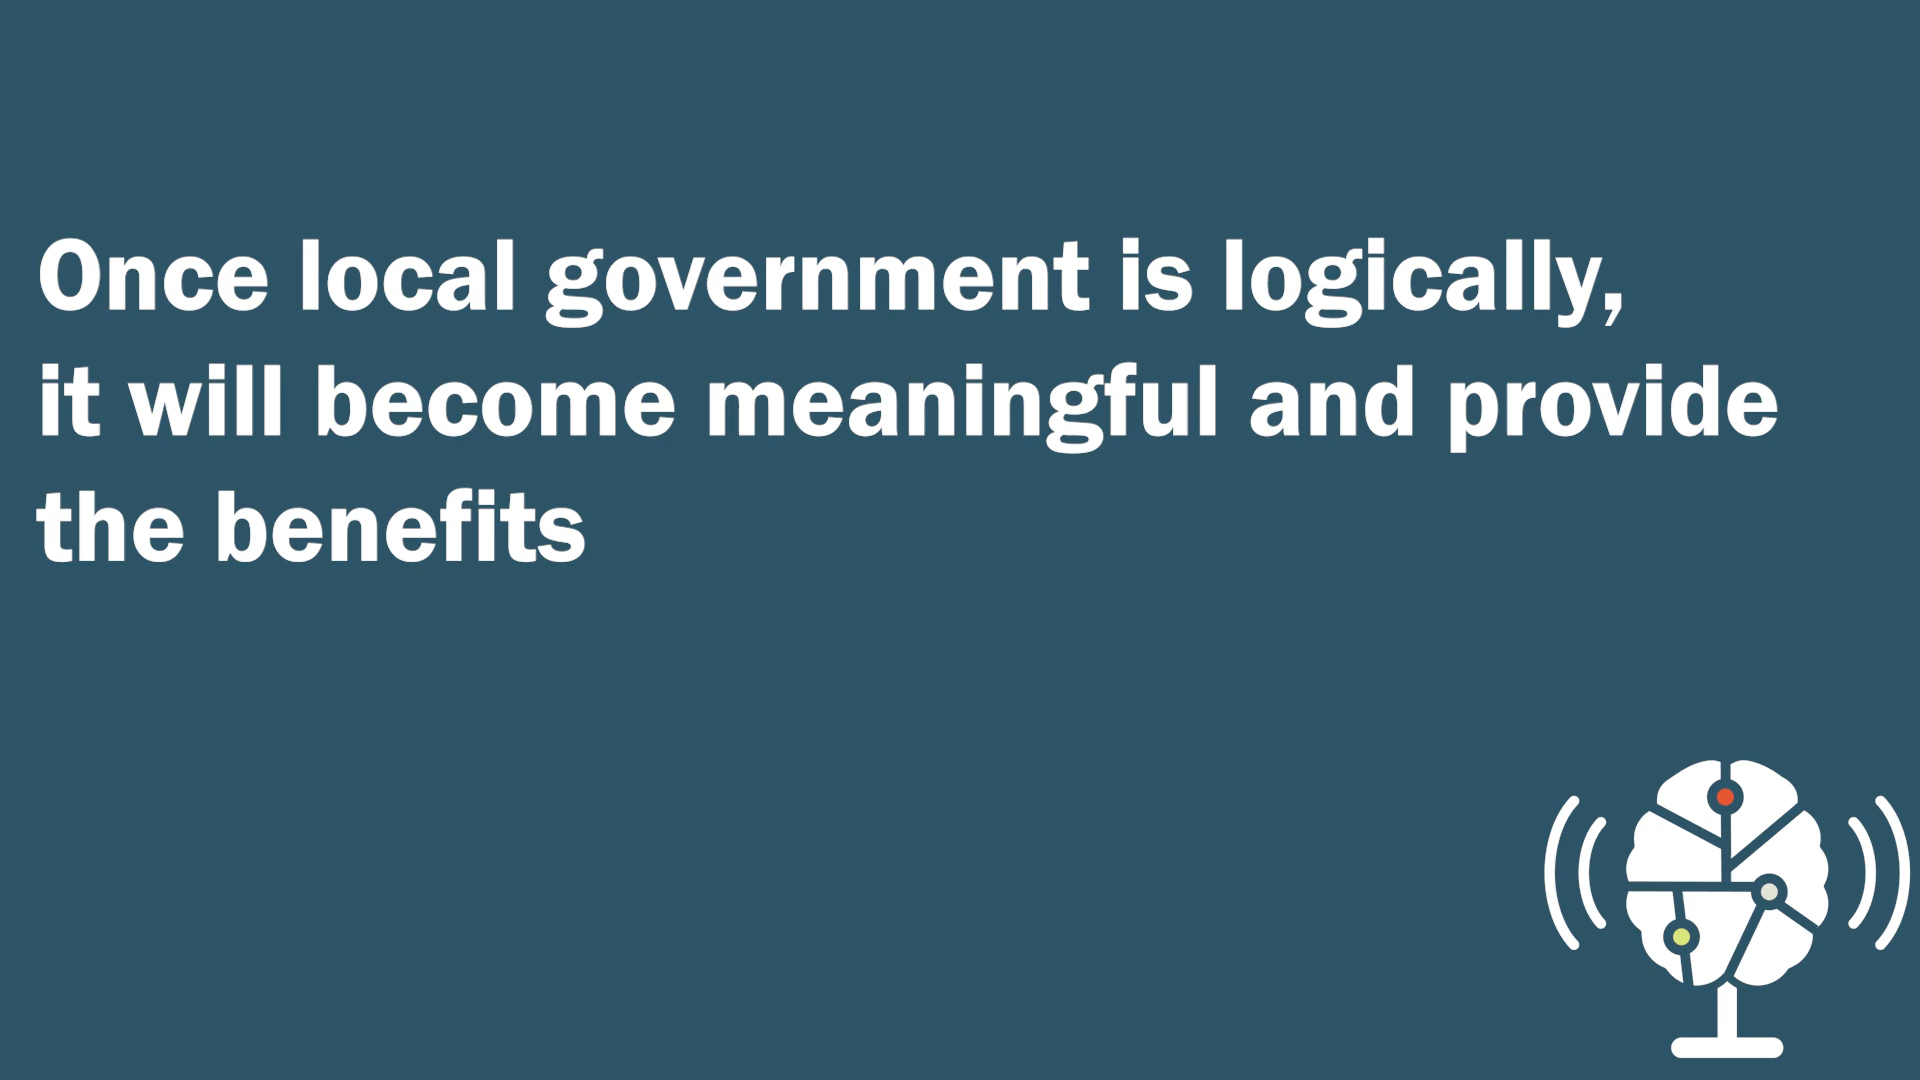 Once local government is logically,
it will become meaningful and provide
the benefits